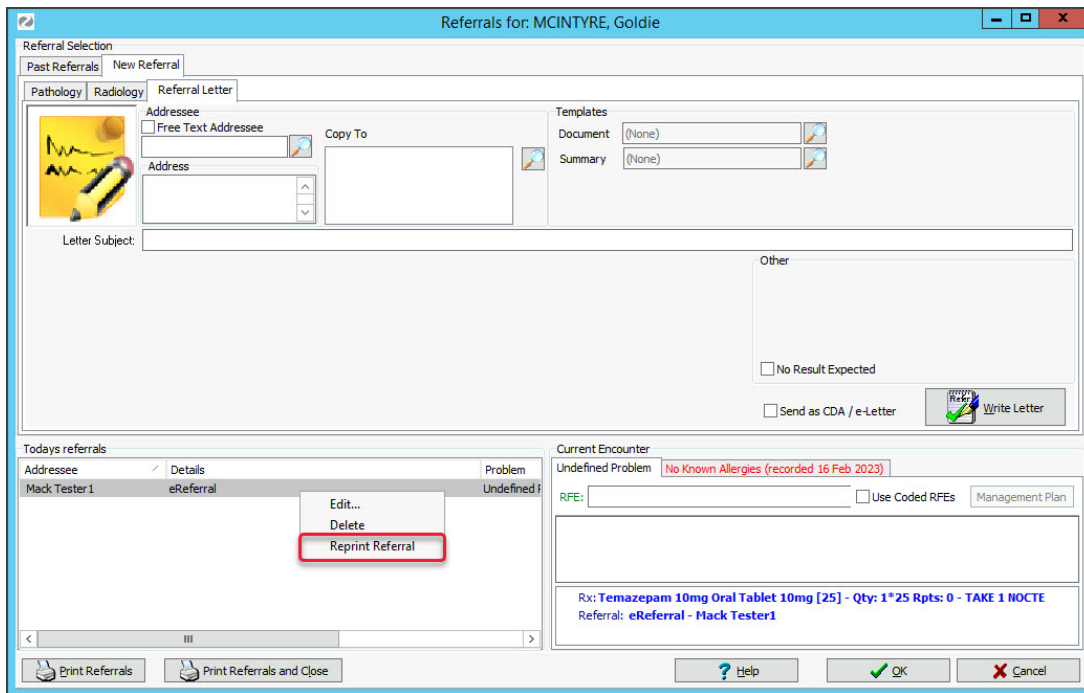 Referrals for: MCINTYRE, Goldie
Referral Selection
Past Referrals New Referral
Pathology Radiology Referral Letter
Addressee
Free Text Addressee
Address
Copy To
Templates
Document (None)
Summary (None)
Letter Subject:
Other
No Result Expected
Send as CDA / e-Letter
Refer
Write Letter
Todays referrals
Addressee Details Problem
Mack Tester1 eReferral Undefined
Edit...
Delete
Reprint Referral
Current Encounter
Undefined Problem No Known Allergies (recorded 16 Feb 2023)
RFE: Use Coded RFEs Management Plan
Rx: Temazepam 10mg Oral Tablet 10mg [25] - Qty: 1*25 Rpts: 0 - TAKE 1 NOCTE
Referral: eReferral - Mack Tester1
Print Referrals Print Referrals and Close Help OK Cancel